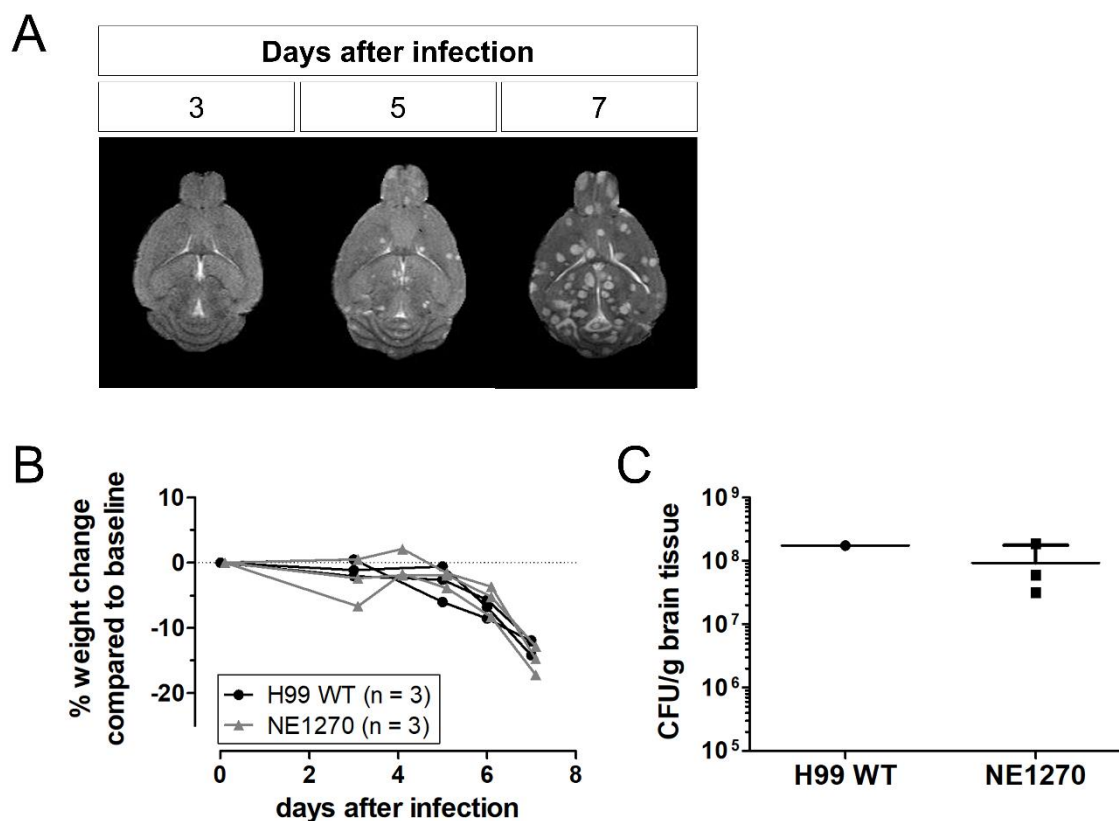 A
Days after infection
3 5 7
B
% weight change
compared to baseline
10
0
-10
-20
H99 WT (n = 3)
NE1270 (n = 3)
0 2 4 6 8
days after infection
C
CFU/g brain tissue
10⁹
10⁸
10⁷
10⁶
10⁵
H99 WT NE1270